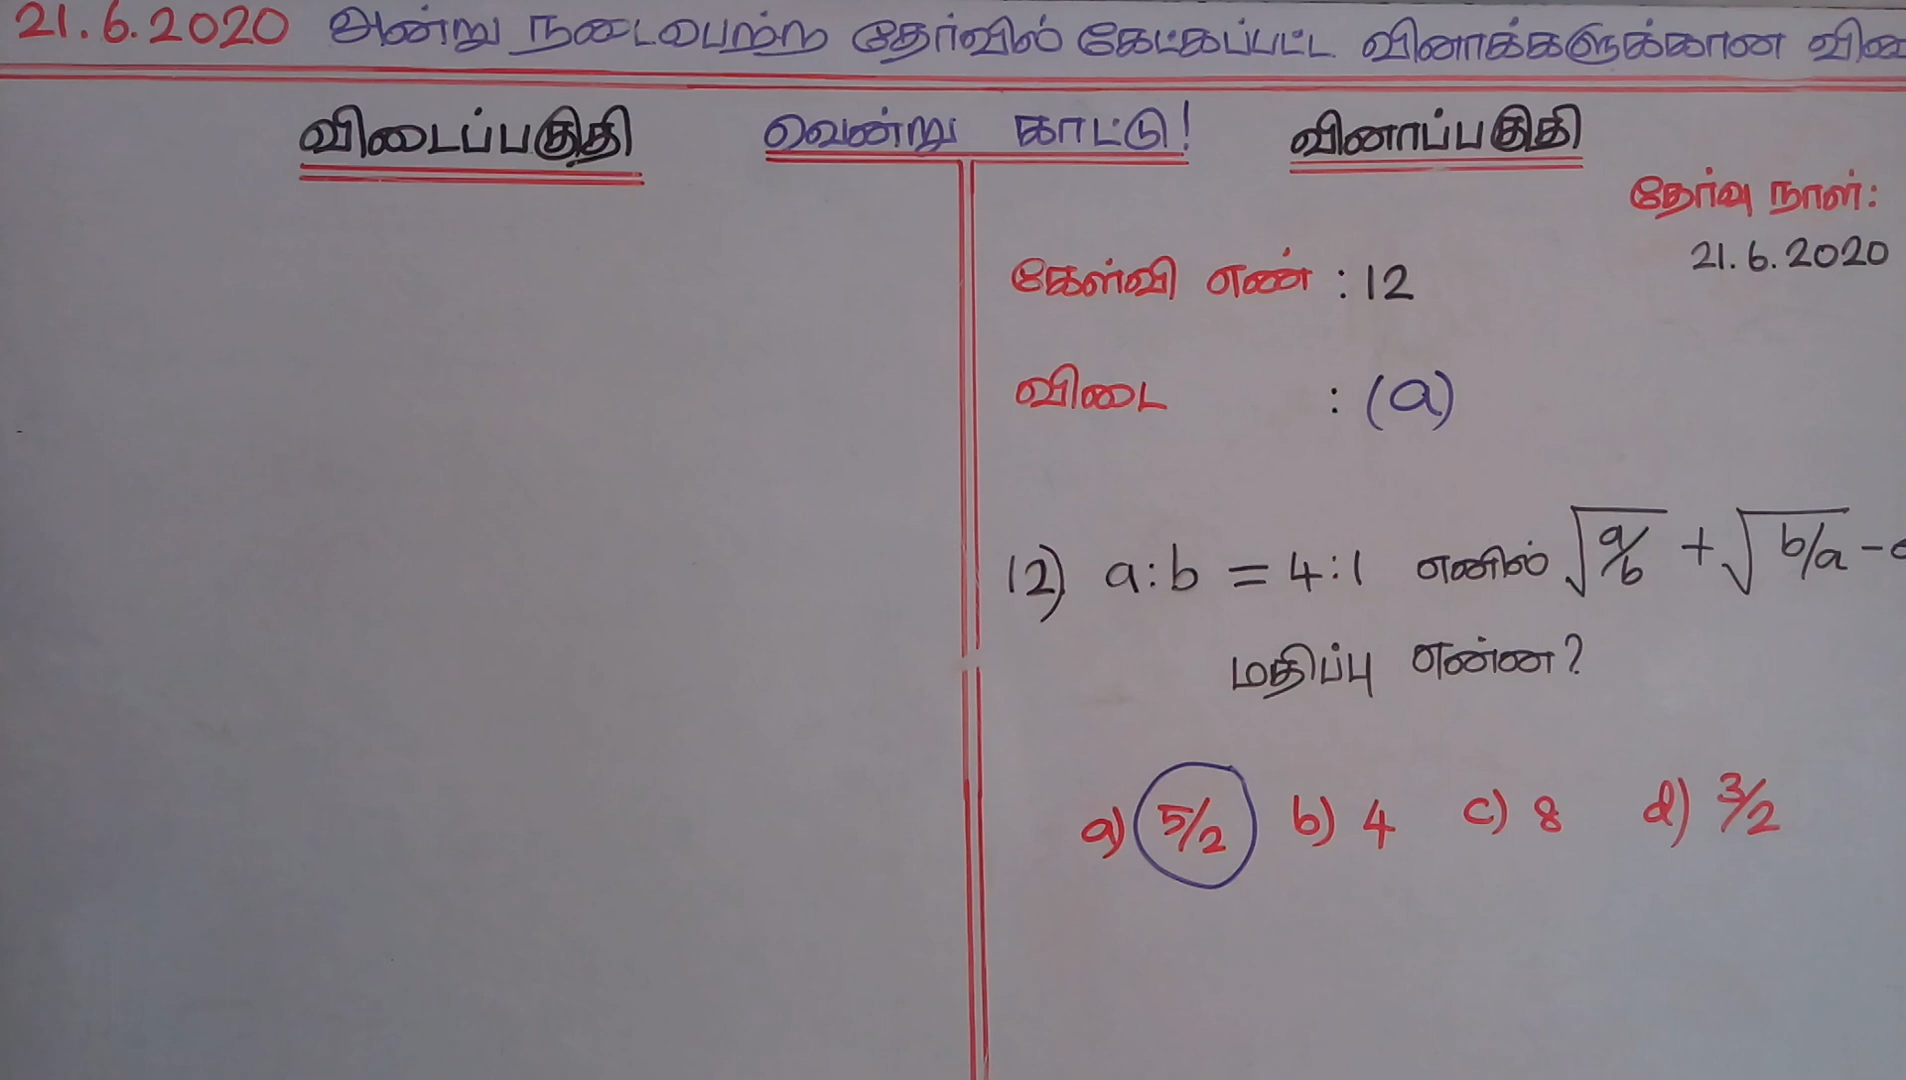 21.6.2020 அன்று நடைபெற்ற தேர்வில் கேட்கப்பட்ட வினாக்களுக்கான
விடைப்பகுதி வென்று காட்டு! வினாப்பகுதி
தேர்வு நாள்:
21.6.2020
கேள்வி எண் : 12
விடை : (a)
12) a:b = 4:1 எனில் √a/b + √b/a -
மதிப்பு என்ன?
a) 5/2 b) 4 c) 8 d) 3/2